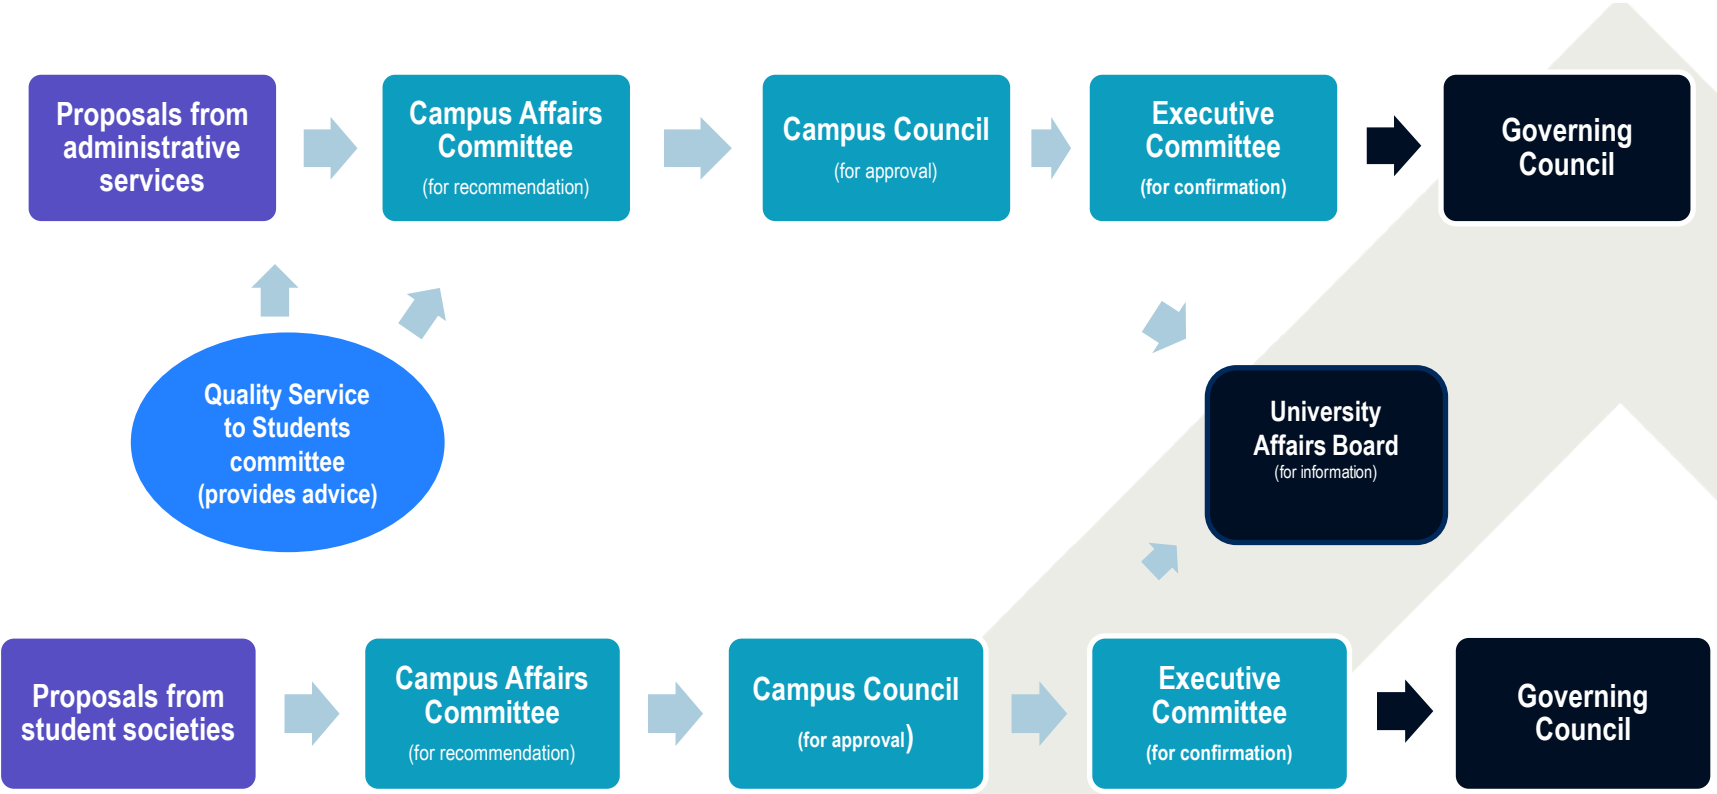 Proposals from
administrative
services
Campus Affairs
Committee
(for recommendation)
Campus Council
(for approval)
Executive
Committee
(for confirmation)
Governing
Council
Quality Service
to Students
committee
(provides advice)
University
Affairs Board
(for information)
Proposals from
student societies
Campus Affairs
Committee
(for recommendation)
Campus Council
(for approval)
Executive
Committee
(for confirmation)
Governing
Council